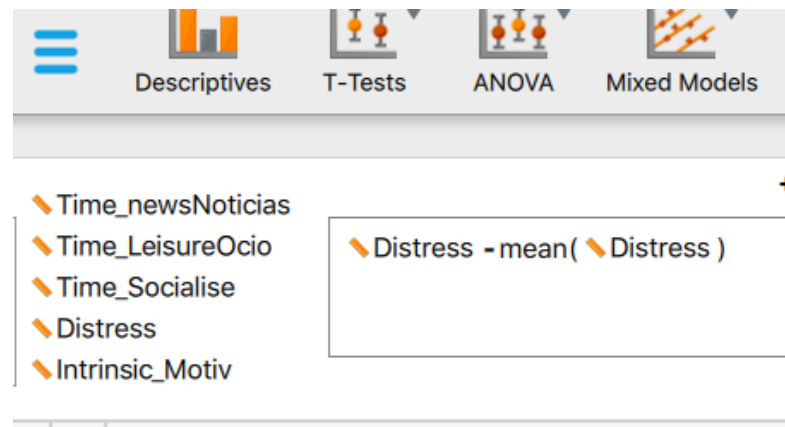 Descriptives T-Tests ANOVA Mixed Models
Time_newsNoticias
Time_LeisureOcio
Time_Socialise
Distress
Intrinsic_Motiv
Distress - mean( Distress )